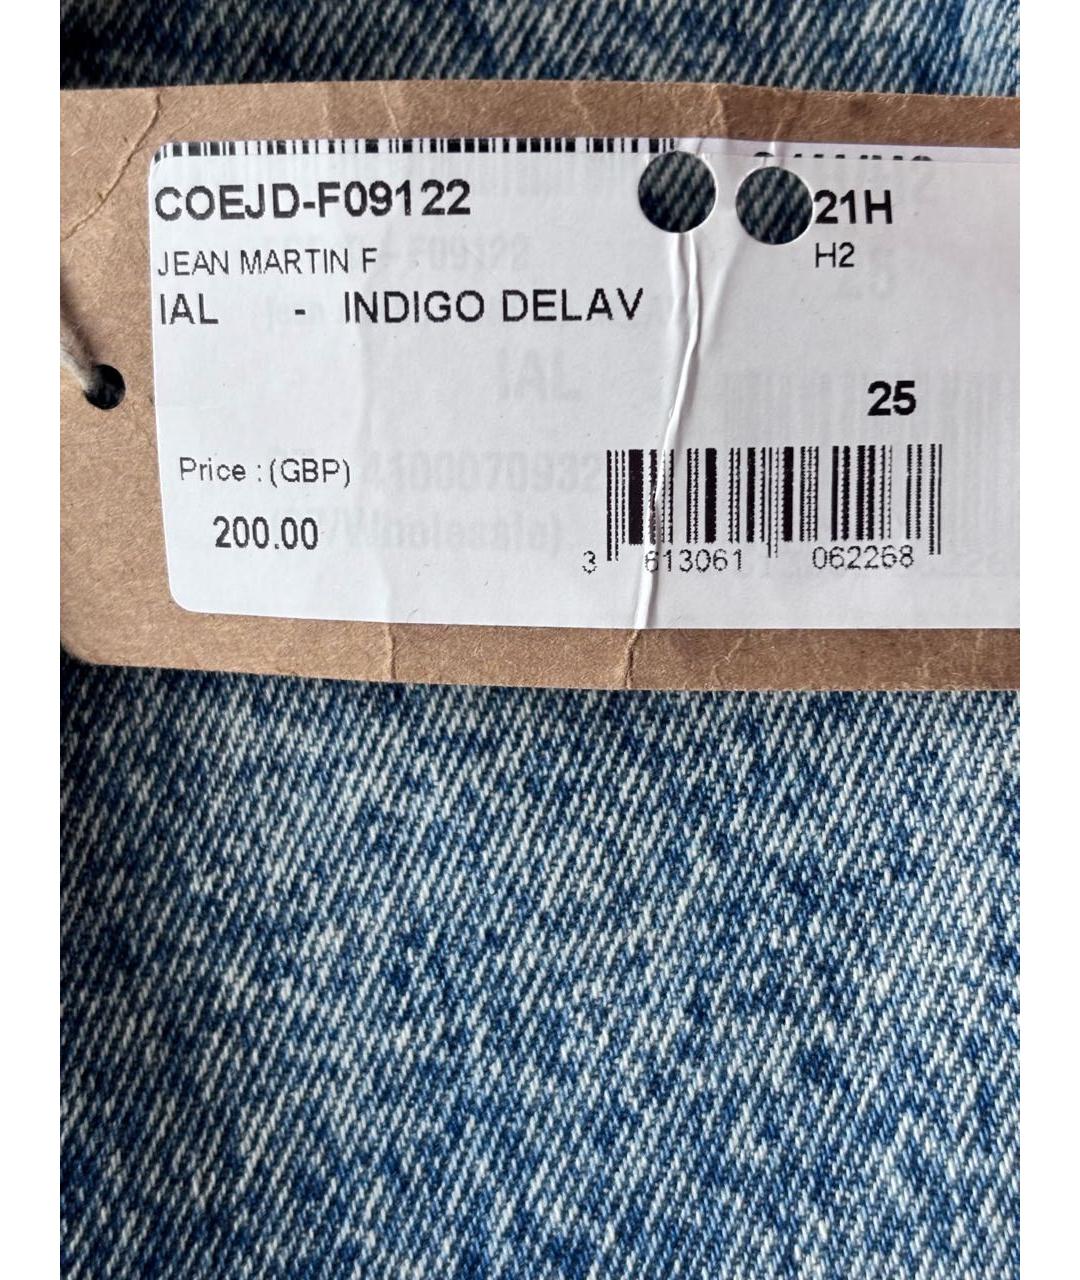 COEJD-F09122
21H
JEAN MARTIN F
H2
IAL - INDIGO DELAV
25
Price : (GBP)
200.00
3 613061 062268